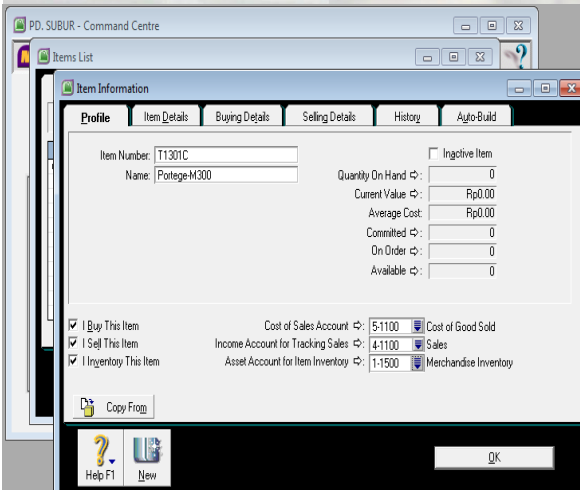 PD. SUBUR - Command Centre
Items List
Item Information
Profile Item Details Buying Details Selling Details History Auto-Build
Item Number: T1301C
Name: Portege-M300
Inactive Item
Quantity On Hand ⇨: 0
Current Value ⇨: Rp0.00
Average Cost: Rp0.00
Committed ⇨: 0
On Order ⇨: 0
Available ⇨: 0
I Buy This Item
I Sell This Item
I Inventory This Item
Cost of Sales Account ⇨: 5-1100 Cost of Good Sold
Income Account for Tracking Sales ⇨: 4-1100 Sales
Asset Account for Item Inventory ⇨: 1-1500 Merchandise Inventory
Copy From
Help F1 New OK